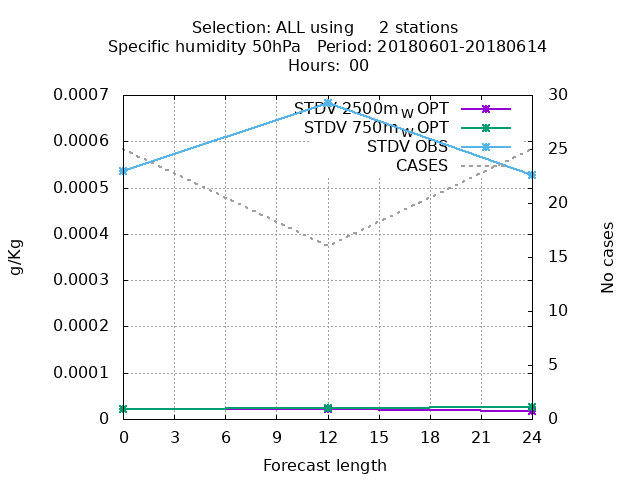 Selection: ALL using     2 stations
Specific humidity 50hPa   Period: 20180601-20180614
Hours: 00
0.0007
0.0006
0.0005
0.0004
0.0003
0.0002
0.0001
0
30
25
20
15
10
5
0
STDV 2500m_W OPT
STDV 750m_W OPT
STDV OBS
CASES
g/Kg
No cases
0 3 6 9 12 15 18 21 24
Forecast length